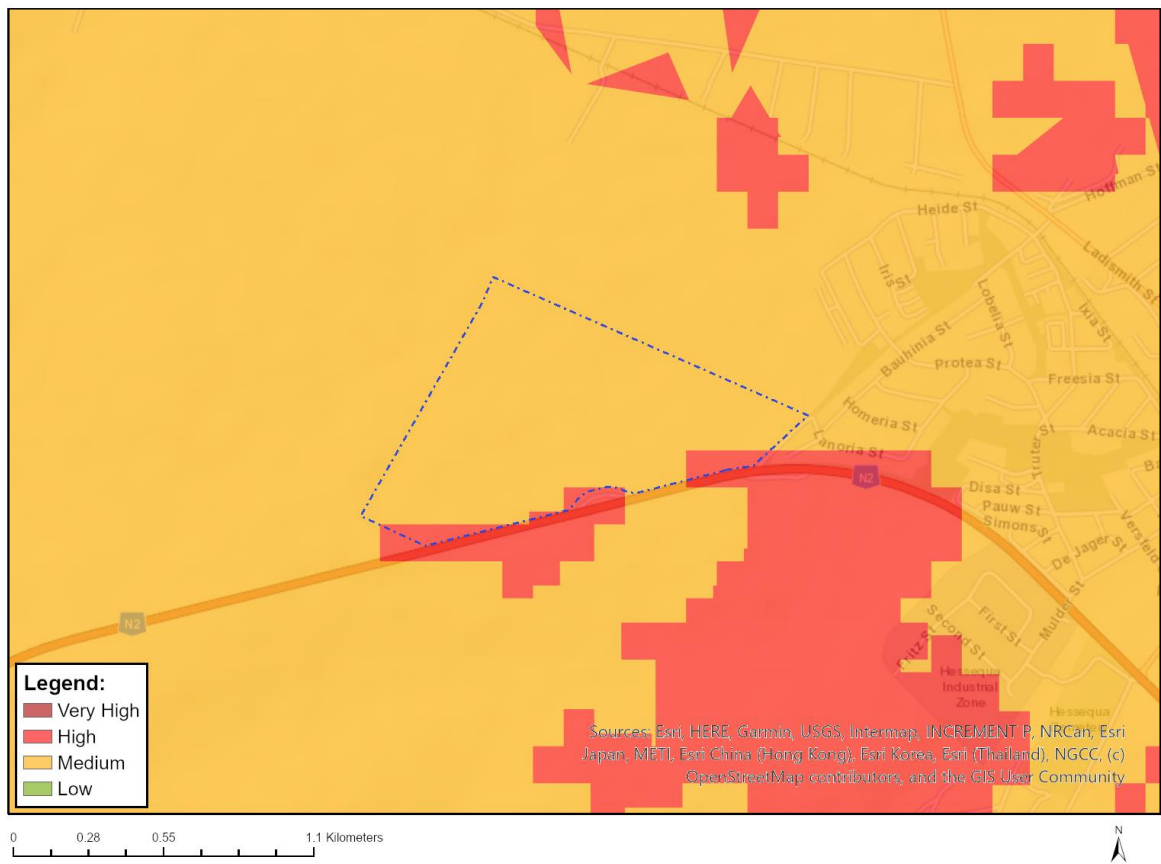 Hoffman St
Heide St
Ladismith St
Iris St
Lobelia St
Ixia St
Bauhinia St
Protea St
Freesia St
Homeria St
Acacia St
Lanoria St
Truter St
N2
Disa St
Pauw St
Simons St
De Jager St
Mulder St
First St
Second St
Fritz St
N2
Hessequa
Industrial
Zone
Hessequa
Legend:
Very High
High
Medium
Low
Sources: Esri, HERE, Garmin, USGS, Intermap, INCREMENT P, NRCan, Esri
Japan, METI, Esri China (Hong Kong), Esri Korea, Esri (Thailand), NGCC, (c)
OpenStreetMap contributors, and the GIS User Community
0 0.28 0.55 1.1 Kilometers
N